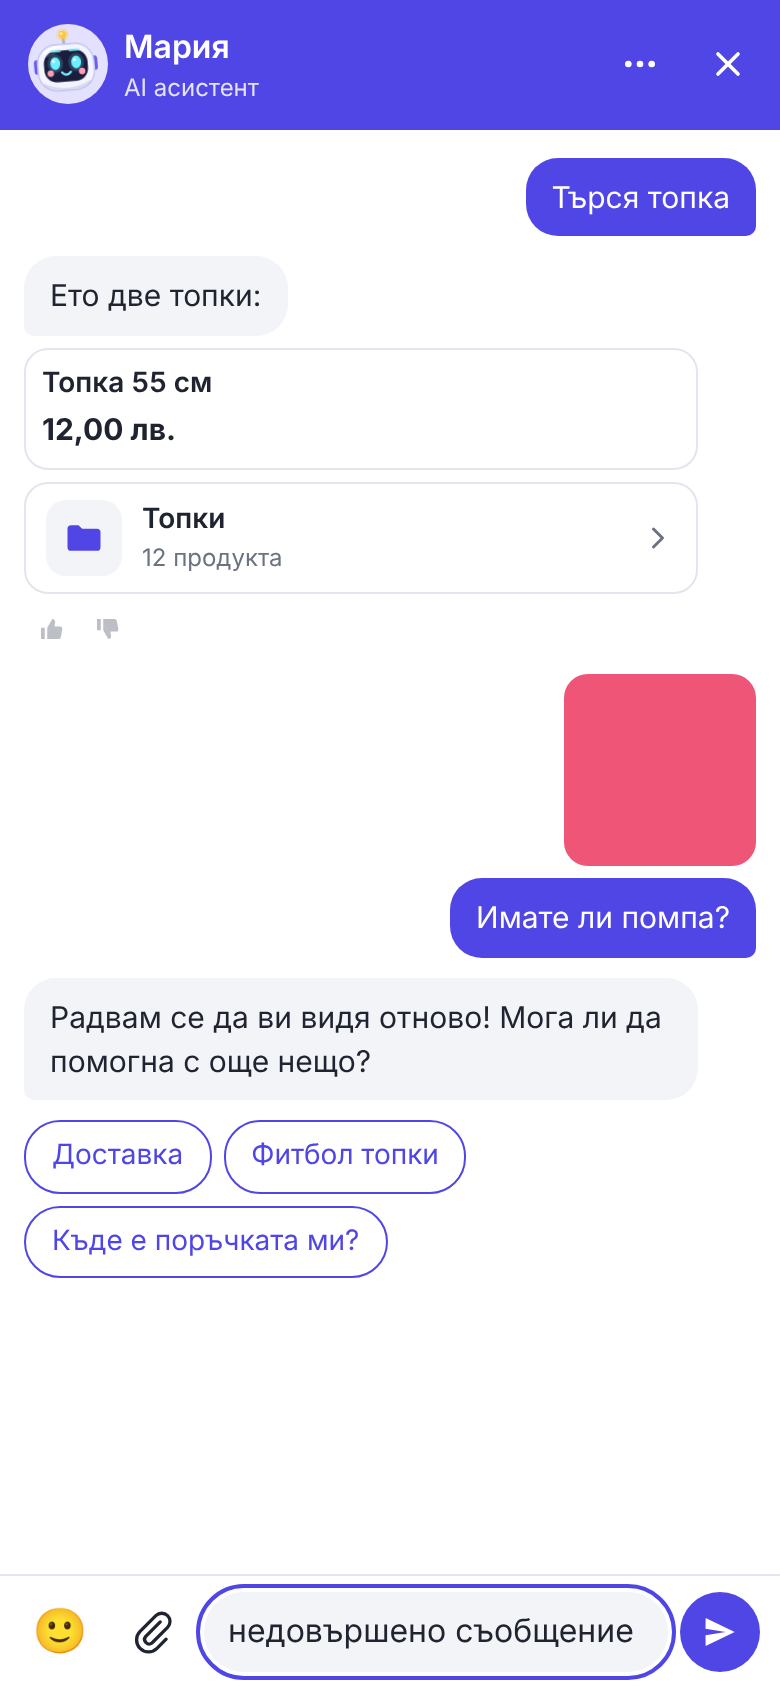 Мария
AI асистент
Търся топка
Ето две топки:
Топка 55 см
12,00 лв.
Топки
12 продукта
Имате ли помпа?
Радвам се да ви видя отново! Мога ли да
помогна с още нещо?
Доставка
Фитбол топки
Къде е поръчката ми?
недовършено съобщение